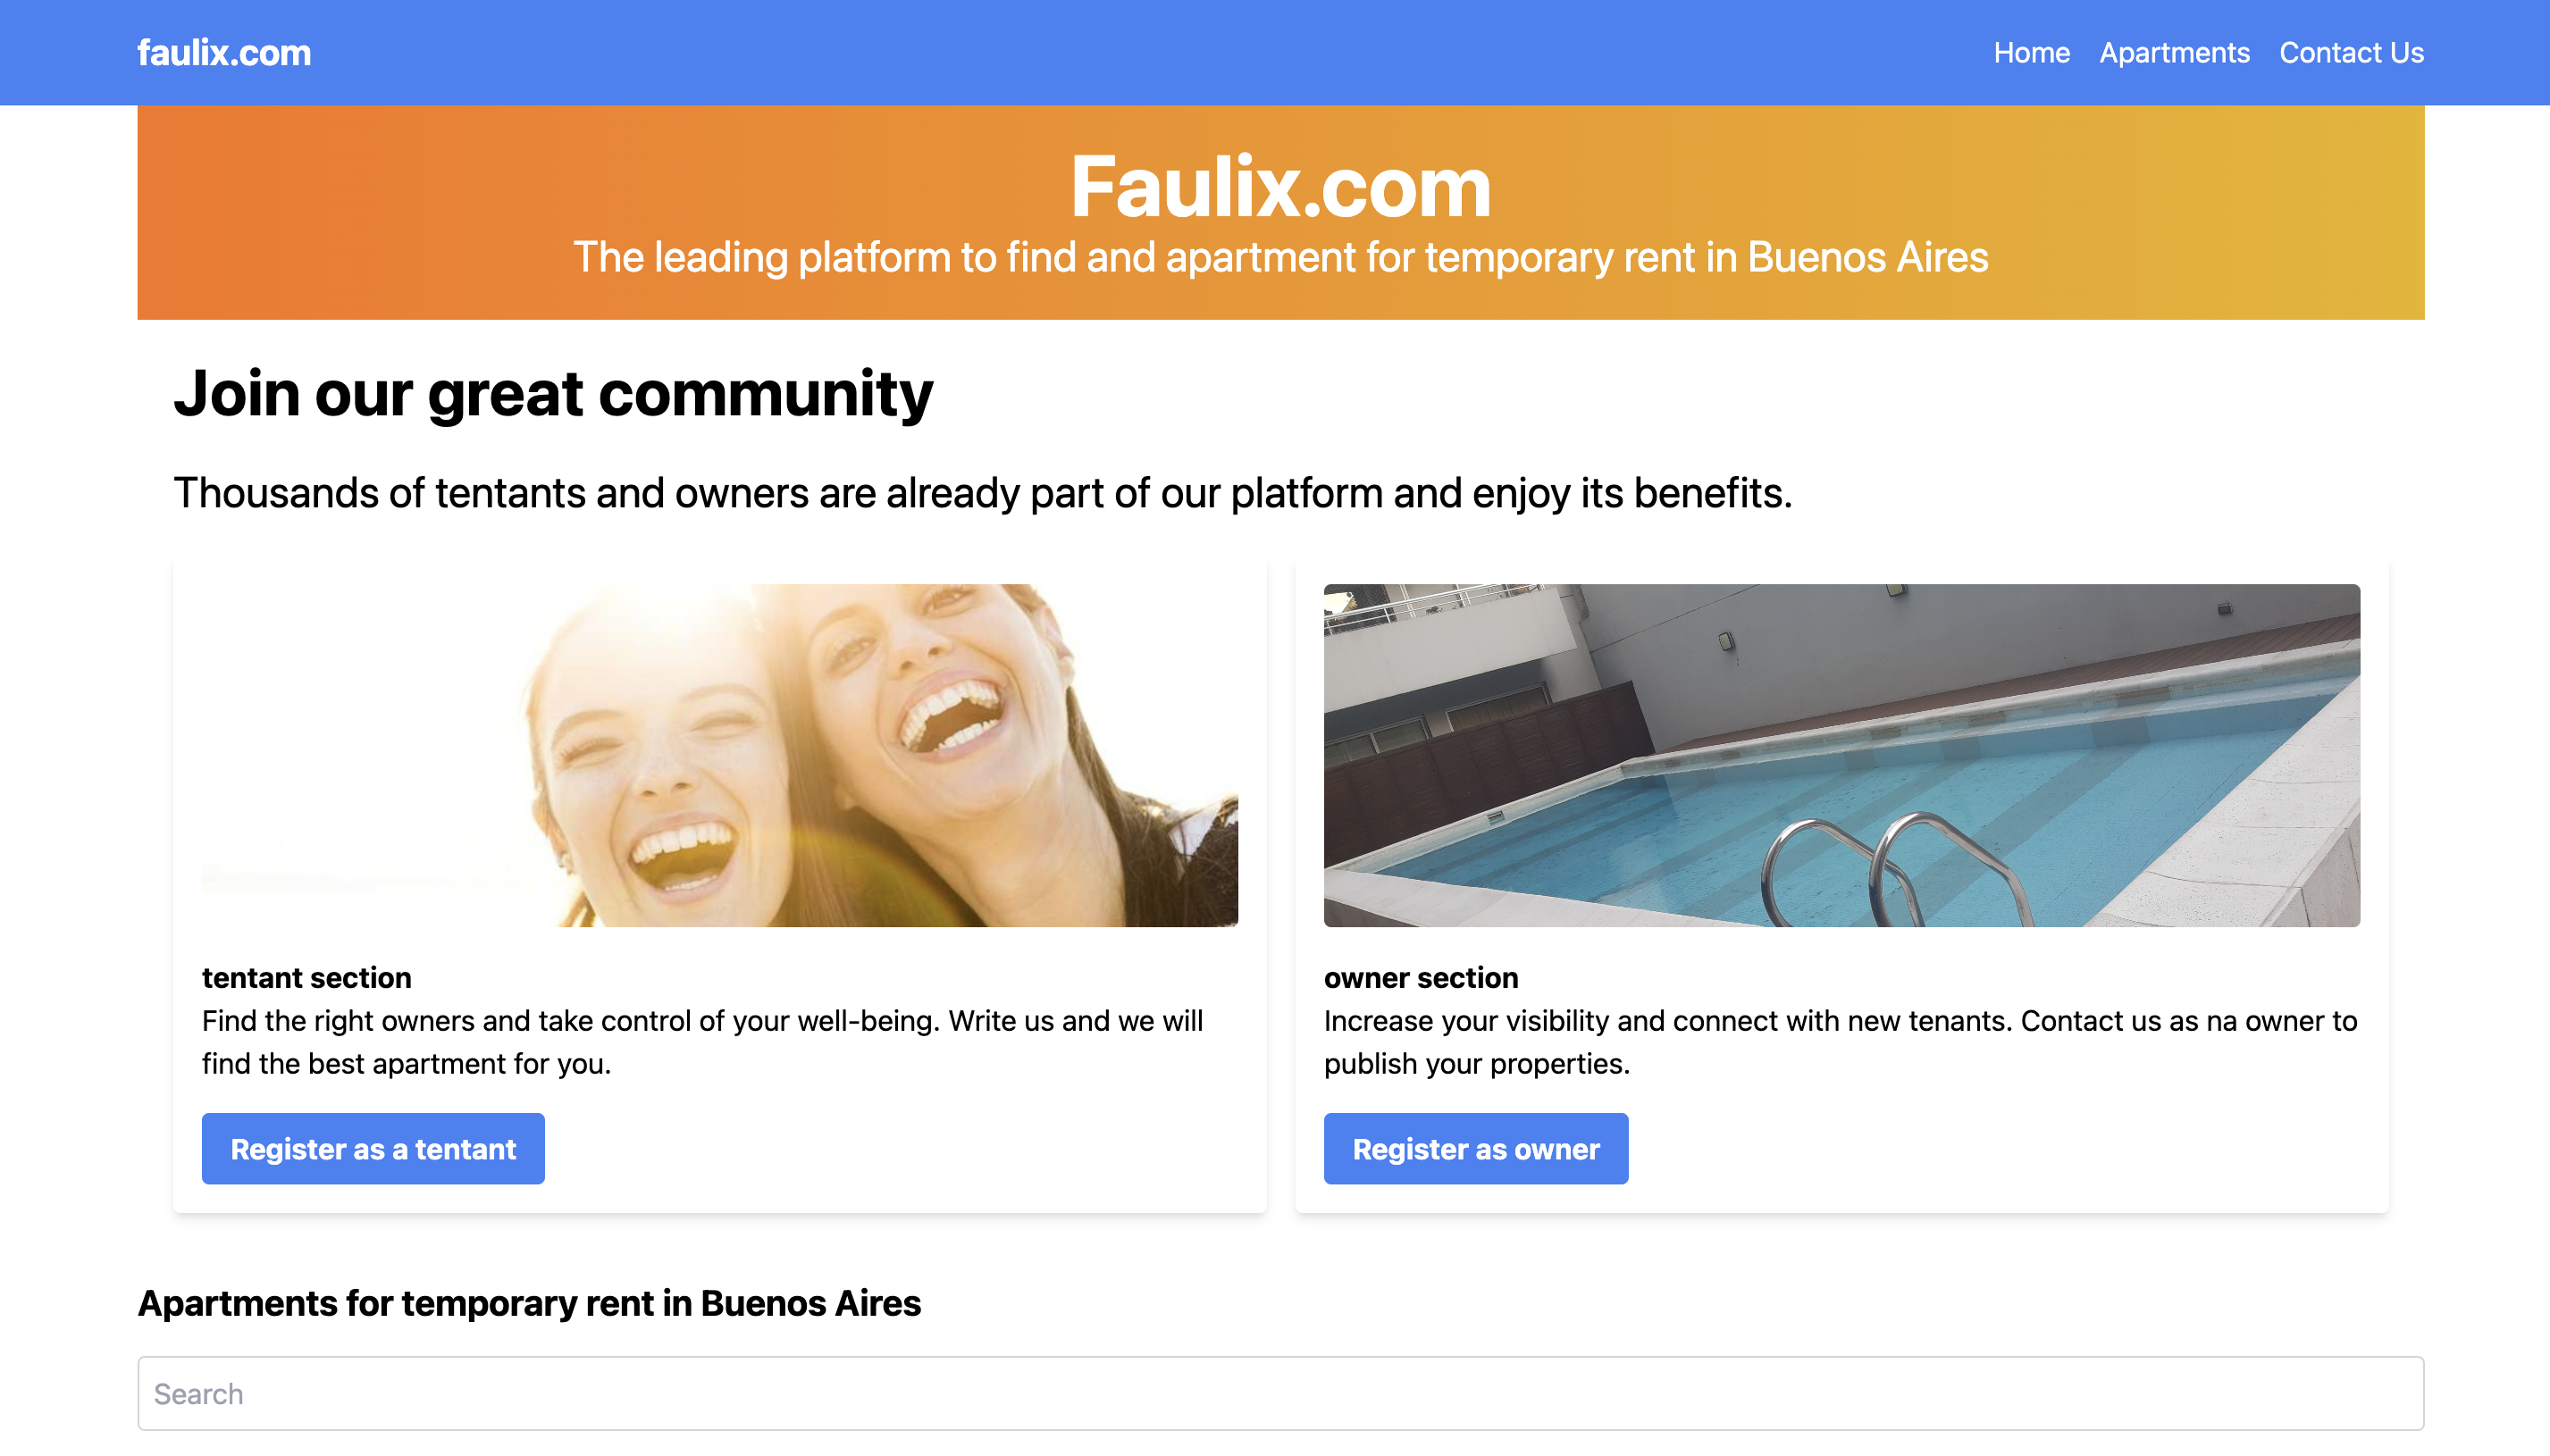 faulix.com
Home Apartments Contact Us
Faulix.com
The leading platform to find and apartment for temporary rent in Buenos Aires
Join our great community
Thousands of tentants and owners are already part of our platform and enjoy its benefits.
tentant section
Find the right owners and take control of your well-being. Write us and we will
find the best apartment for you.
Register as a tentant
owner section
Increase your visibility and connect with new tenants. Contact us as na owner to
publish your properties.
Register as owner
Apartments for temporary rent in Buenos Aires
Search